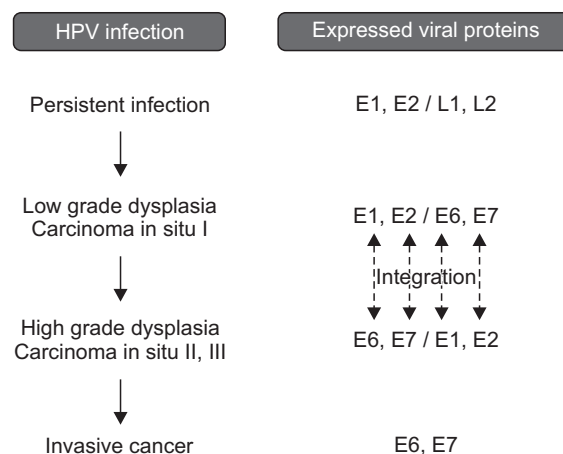 HPV infection
Expressed viral proteins
Persistent infection
E1, E2 / L1, L2
Low grade dysplasia
Carcinoma in situ I
E1, E2 / E6, E7
Integration
High grade dysplasia
Carcinoma in situ II, III
E6, E7 / E1, E2
Invasive cancer
E6, E7